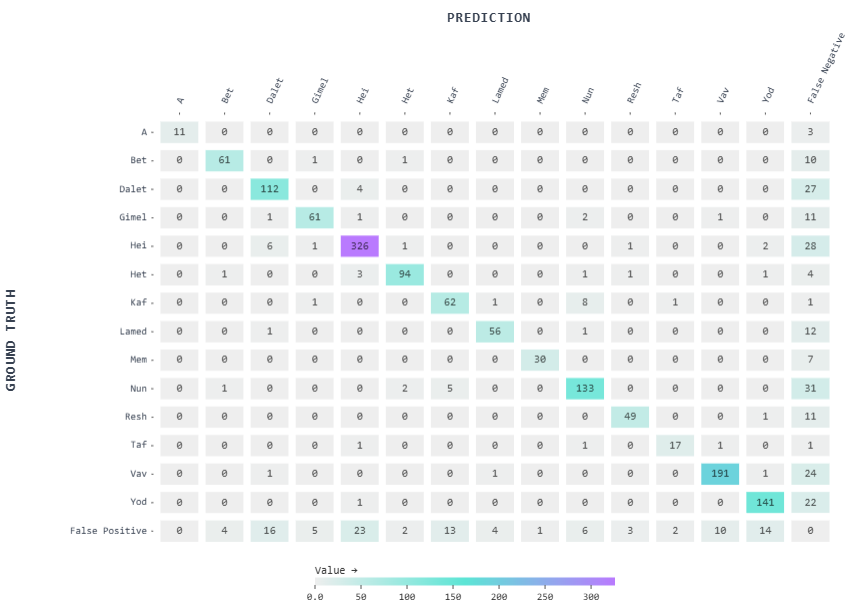 PREDICTION
A Bet Dalet Gimel Hei Het Kaf Lamed Mem Nun Resh Taf Vav Yod False Negative
A 11 0 0 0 0 0 0 0 0 0 0 0 0 0 3
Bet 0 61 0 1 0 1 0 0 0 0 0 0 0 0 10
Dalet 0 0 112 0 4 0 0 0 0 0 0 0 0 0 27
Gimel 0 0 1 61 1 0 0 0 0 2 0 0 1 0 11
Hei 0 0 6 1 326 1 0 0 0 0 1 0 0 2 28
Het 0 1 0 0 3 94 0 0 0 1 1 0 0 1 4
Kaf 0 0 0 1 0 0 62 1 0 8 0 1 0 0 1
Lamed 0 0 1 0 0 0 0 56 0 1 0 0 0 0 12
Mem 0 0 0 0 0 0 0 0 30 0 0 0 0 0 7
Nun 0 1 0 0 0 2 5 0 0 133 0 0 0 0 31
Resh 0 0 0 0 0 0 0 0 0 0 49 0 0 1 11
Taf 0 0 0 0 1 0 0 0 0 1 0 17 1 0 1
Vav 0 0 1 0 0 0 0 1 0 0 0 0 191 1 24
Yod 0 0 0 0 1 0 0 0 0 0 0 0 0 141 22
False Positive 0 4 16 5 23 2 13 4 1 6 3 2 10 14 0
GROUND TRUTH
Value →
0.0 50 100 150 200 250 300